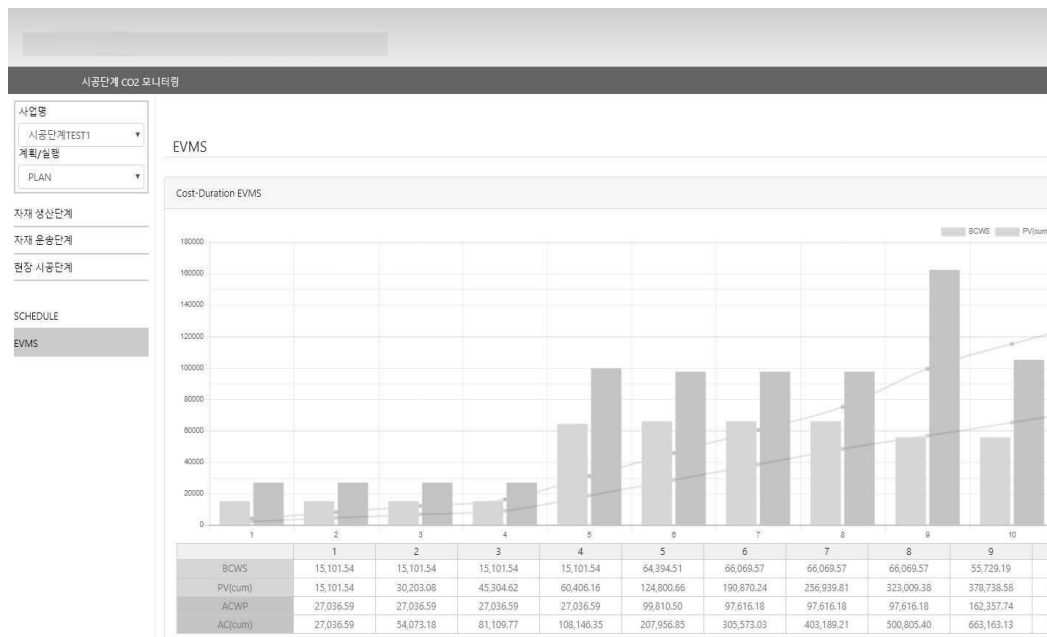 시공단계 CO2 모니터링
사업명
시공단계TEST1
계획/실행
PLAN
자재 생산단계
자재 운송단계
현장 시공단계
SCHEDULE
EVMS
EVMS
Cost-Duration EVMS
BCWS PV(cum
180000
160000
140000
120000
100000
80000
60000
40000
20000
0
1 2 3 4 5 6 7 8 9 10
1 2 3 4 5 6 7 8 9
BCWS 15,101.54 15,101.54 15,101.54 15,101.54 64,394.51 66,069.57 66,069.57 66,069.57 55,729.19
PV(cum) 15,101.54 30,203.08 45,304.62 60,406.16 124,800.66 190,870.24 256,939.81 323,009.38 378,738.58
ACWP 27,036.59 27,036.59 27,036.59 27,036.59 99,810.50 97,616.18 97,616.18 97,616.18 162,357.74
AC(cum) 27,036.59 54,073.18 81,109.77 108,146.35 207,956.85 305,573.03 403,189.21 500,805.40 663,163.13